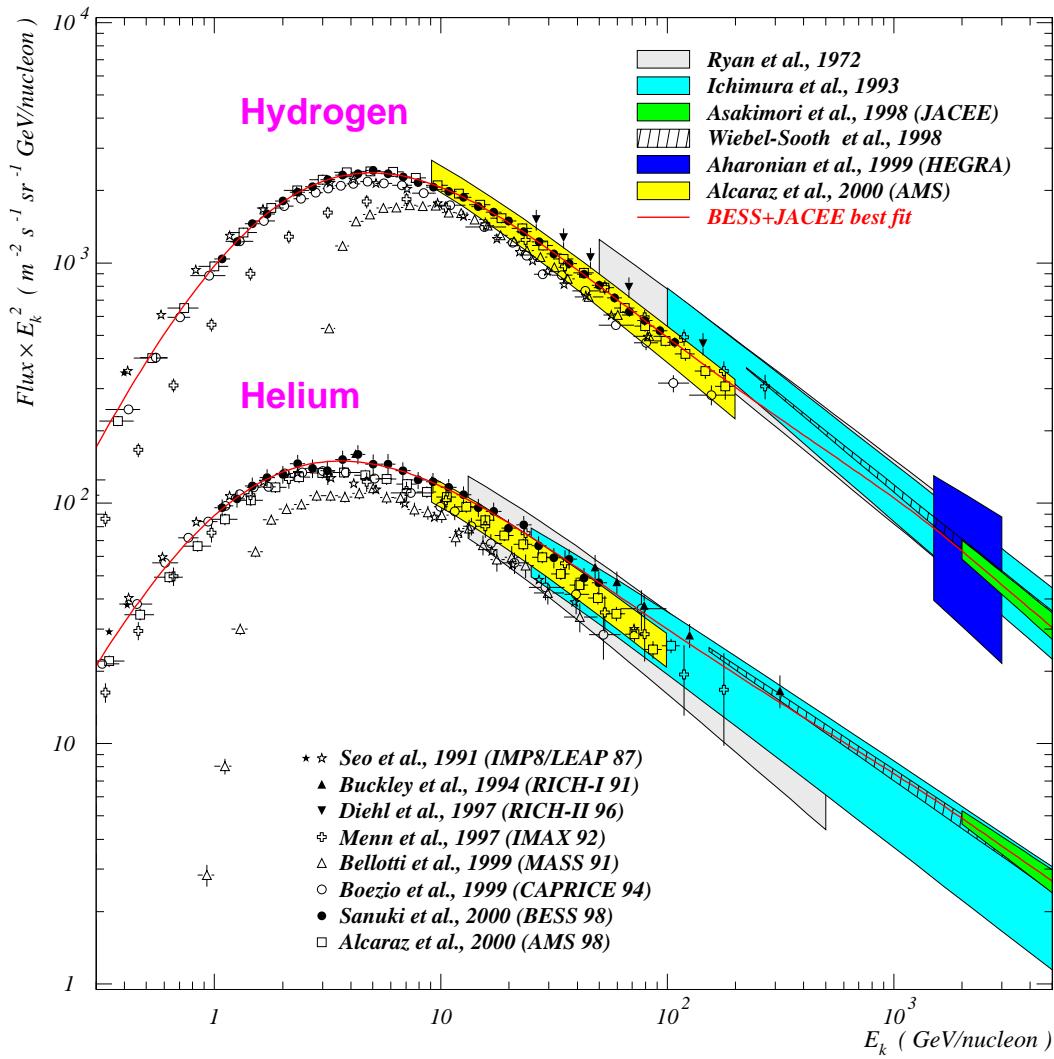 10^4
10^3
10^2
10
1
Flux × E_k^2 ( m^-2 s^-1 sr^-1 GeV/nucleon)
Hydrogen
Helium
Ryan et al., 1972
Ichimura et al., 1993
Asakimori et al., 1998 (JACEE)
Wiebel-Sooth et al., 1998
Aharonian et al., 1999 (HEGRA)
Alcaraz et al., 2000 (AMS)
BESS+JACEE best fit
Seo et al., 1991 (IMP8/LEAP 87)
Buckley et al., 1994 (RICH-I 91)
Diehl et al., 1997 (RICH-II 96)
Menn et al., 1997 (IMAX 92)
Bellotti et al., 1999 (MASS 91)
Boezio et al., 1999 (CAPRICE 94)
Sanuki et al., 2000 (BESS 98)
Alcaraz et al., 2000 (AMS 98)
1 10 10^2 10^3
E_k ( GeV/nucleon)